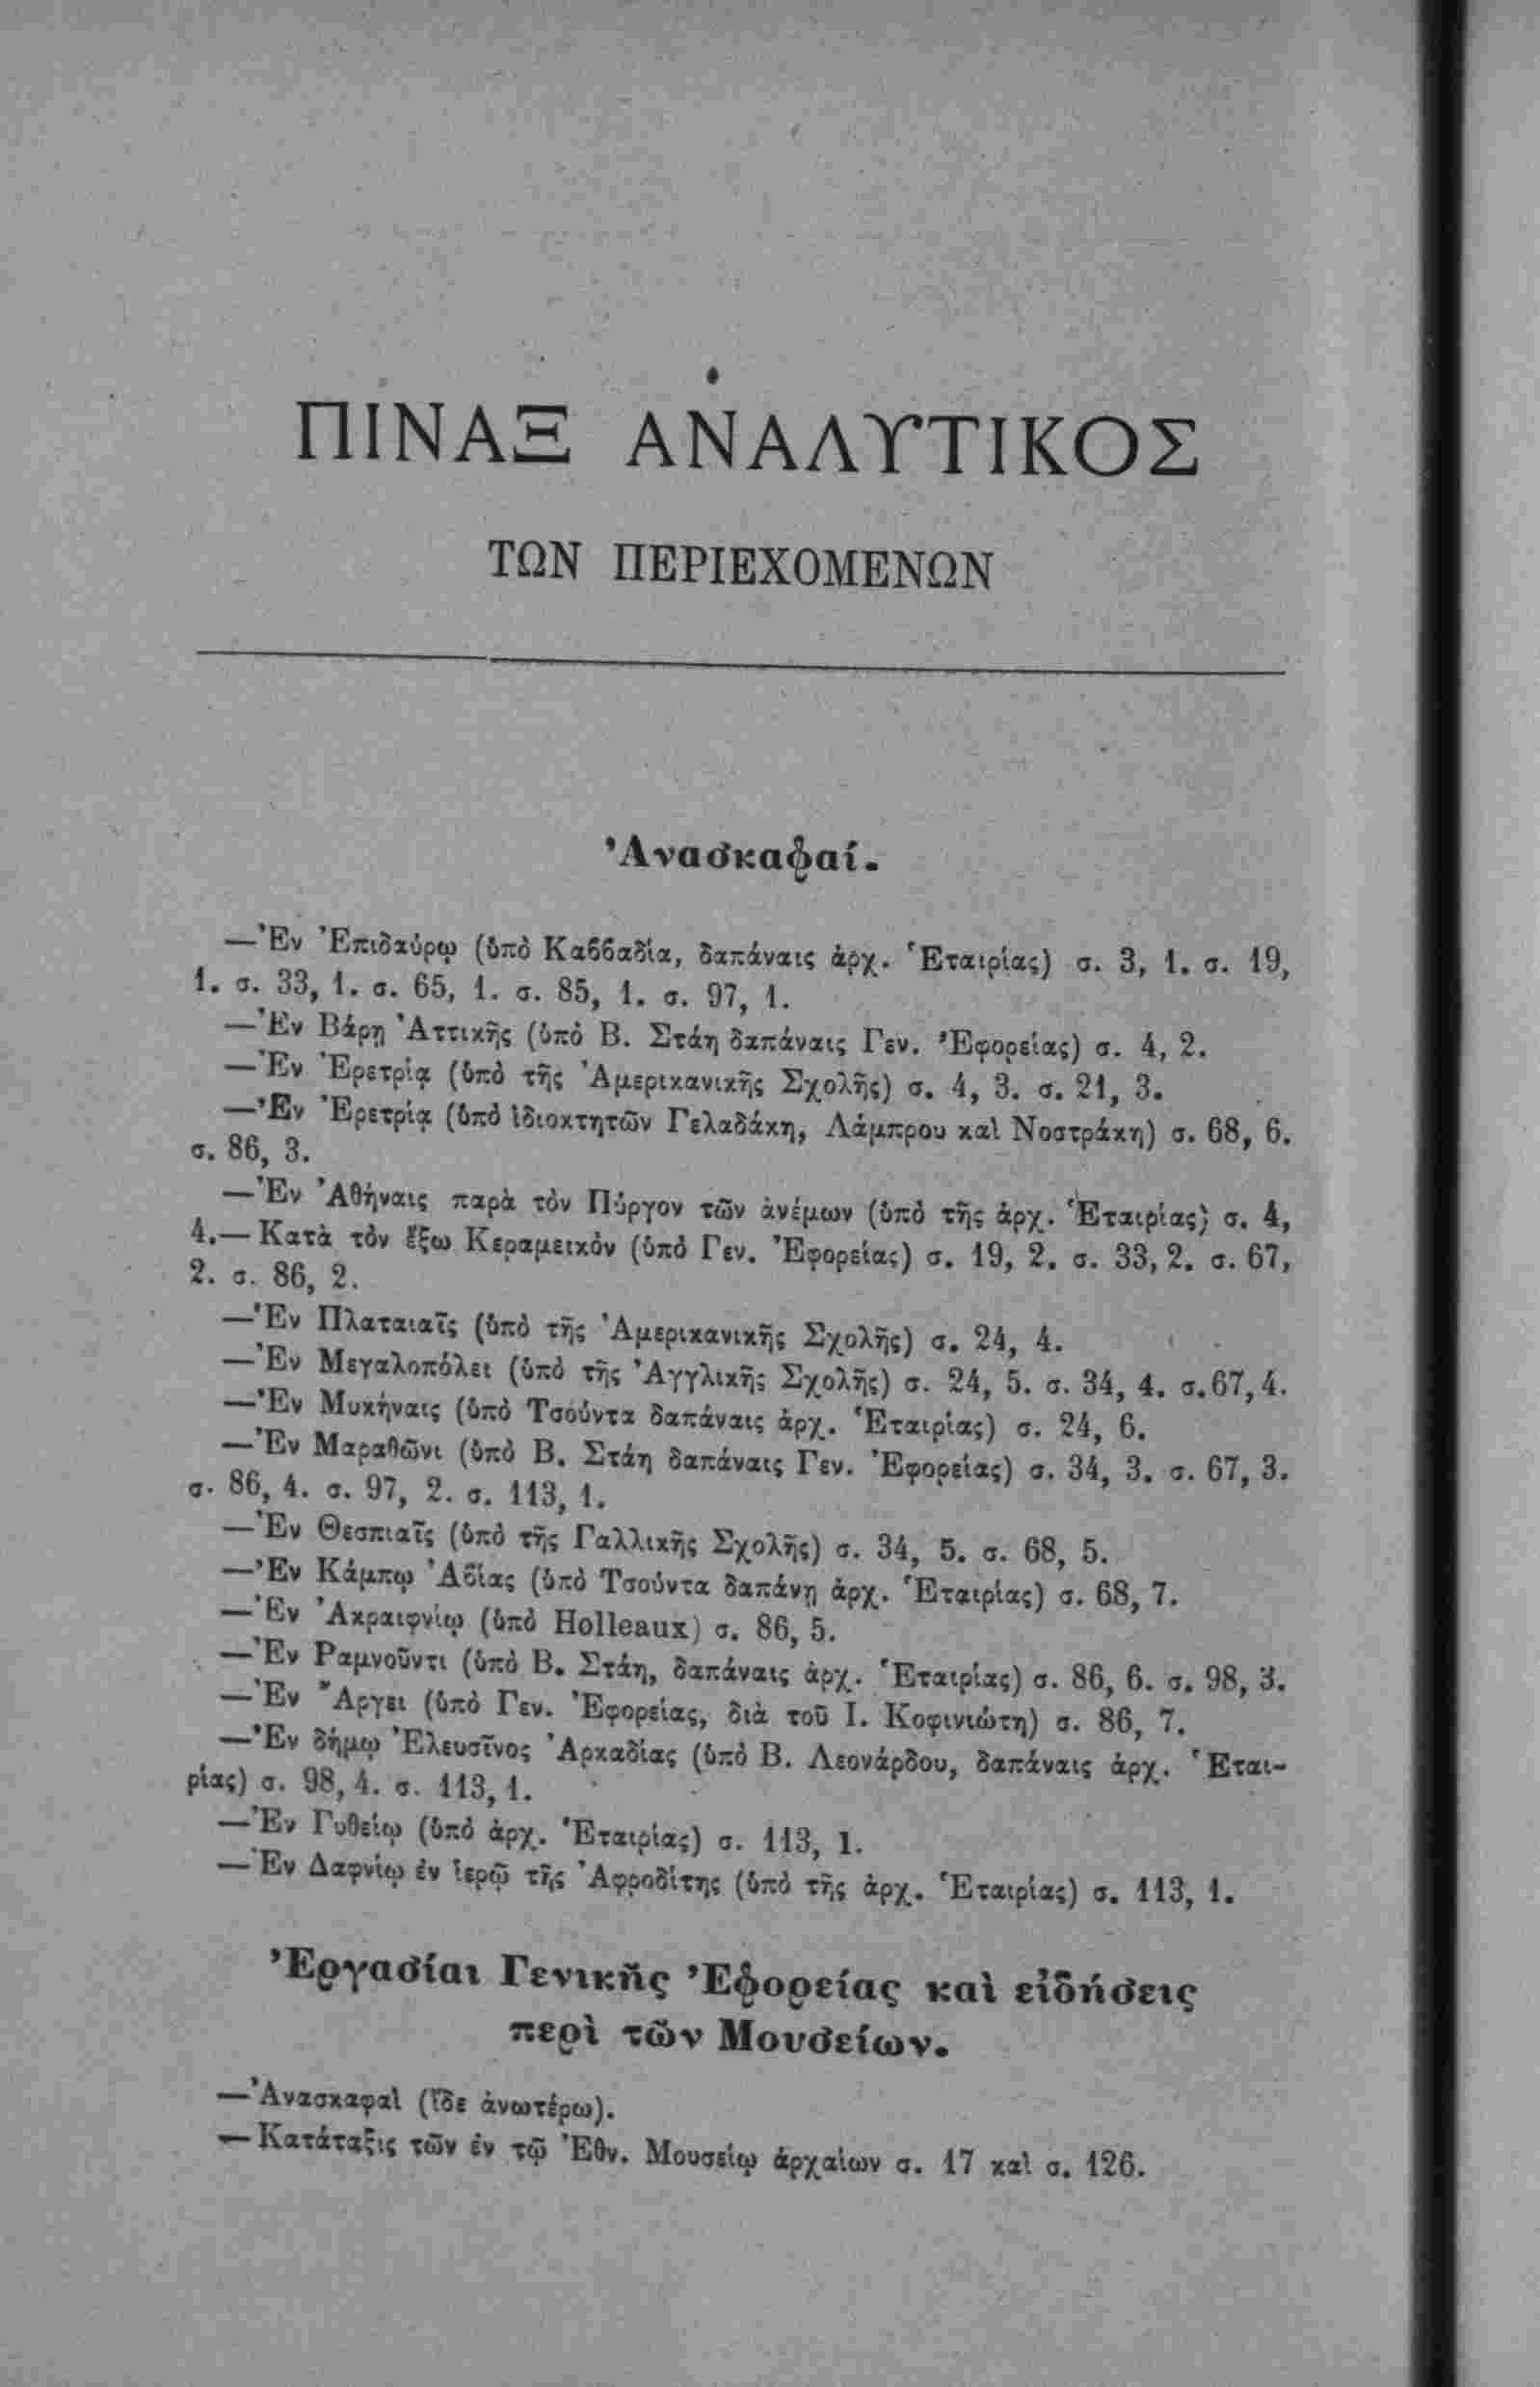 ΠΙΝΑΞ ΑΝΑΛΥΤΙΚΟΣ
ΤΩΝ ΠΕΡΙΕΧΟΜΕΝΩΝ
Ἀνασκαφαί.
—Ἐν Ἐπιδαύρῳ (ὑπὸ Καββαδία, δαπάναις ἀρχ. Ἑταιρίας) σ. 3, 1. σ. 19,
1. σ. 33, 1. σ. 65, 1. σ. 85, 1. σ. 97, 1.
—Ἐν Βάρῃ Ἀττικῆς (ὑπὸ Β. Στάη δαπάναις Γεν. Ἐφορείας) σ. 4, 2.
—Ἐν Ἐρετρίᾳ (ὑπὸ τῆς Ἀμερικανικῆς Σχολῆς) σ. 4, 3. σ. 21, 3.
—Ἐν Ἐρετρίᾳ (ὑπὸ ἰδιοκτητῶν Γελαδάκη, Λάμπρου καὶ Νοστράκη) σ. 68, 6.
σ. 86, 3.
—Ἐν Ἀθήναις παρὰ τὸν Πύργον τῶν ἀνέμων (ὑπὸ τῆς ἀρχ. Ἑταιρίας) σ. 4,
4.— Κατὰ τὸν ἔξω Κεραμεικὸν (ὑπὸ Γεν. Ἐφορείας) σ. 19, 2. σ. 33, 2. σ. 67,
2. σ. 86, 2.
—Ἐν Πλαταιαῖς (ὑπὸ τῆς Ἀμερικανικῆς Σχολῆς) σ. 24, 4.
—Ἐν Μεγαλοπόλει (ὑπὸ τῆς Ἀγγλικῆς Σχολῆς) σ. 24, 5. σ. 34, 4. σ. 67, 4.
—Ἐν Μυκήναις (ὑπὸ Τσούντα δαπάναις ἀρχ. Ἑταιρίας) σ. 24, 6.
—Ἐν Μαραθῶνι (ὑπὸ Β. Στάη δαπάναις Γεν. Ἐφορείας) σ. 34, 3. σ. 67, 3.
σ. 86, 4. σ. 97, 2. σ. 113, 1.
—Ἐν Θεσπιαῖς (ὑπὸ τῆς Γαλλικῆς Σχολῆς) σ. 34, 5. σ. 68, 5.
—Ἐν Κάμπῳ Ἀβίας (ὑπὸ Τσούντα δαπάνῃ ἀρχ. Ἑταιρίας) σ. 68, 7.
—Ἐν Ἀκραιφνίῳ (ὑπὸ Holleaux) σ. 86, 5.
—Ἐν Ραμνοῦντι (ὑπὸ Β. Στάη, δαπάναις ἀρχ. Ἑταιρίας) σ. 86, 6. σ. 98, 3.
—Ἐν Ἄργει (ὑπὸ Γεν. Ἐφορείας, διὰ τοῦ Ι. Κοφινιώτη) σ. 86, 7.
—Ἐν δήμῳ Ἐλευσῖνος Ἀρκαδίας (ὑπὸ Β. Λεονάρδου, δαπάναις ἀρχ. Ἑται-
ρίας) σ. 98, 4. σ. 113, 1.
—Ἐν Γυθείῳ (ὑπὸ ἀρχ. Ἑταιρίας) σ. 113, 1.
—Ἐν Δαφνίῳ ἐν ἱερῷ τῆς Ἀφροδίτης (ὑπὸ τῆς ἀρχ. Ἑταιρίας) σ. 113, 1.
Ἐργασίαι Γενικῆς Ἐφορείας καὶ εἰδήσεις
περὶ τῶν Μουσείων.
—Ἀνασκαφαὶ (ἴδε ἀνωτέρω).
—Κατάταξις τῶν ἐν τῷ Ἐθν. Μουσείῳ ἀρχαίων σ. 17 καὶ σ. 126.